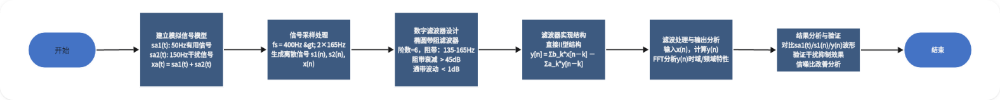 开始
建立模拟信号模型
sa1(t): 50Hz有用信号
sa2(t): 150Hz干扰信号
xa(t) = sa1(t) + sa2(t)
信号采样处理
fs = 400Hz &gt; 2×165Hz
生成离散信号 s1(n), s2(n),
x(n)
数字滤波器设计
椭圆带阻滤波器
阶数=6，阻带：135-165Hz
阻带衰减 > 45dB
通带波动 < 1dB
滤波器实现结构
直接II型结构
y[n] = Σb_k*x[n−k] −
Σa_k*y[n−k]
滤波处理与输出分析
输入x(n)，计算y(n)
FFT分析y(n)时域/频域特性
结果分析与验证
对比sa1(t)/s1(n)/y(n)波形
验证干扰抑制效果
信噪比改善分析
结束